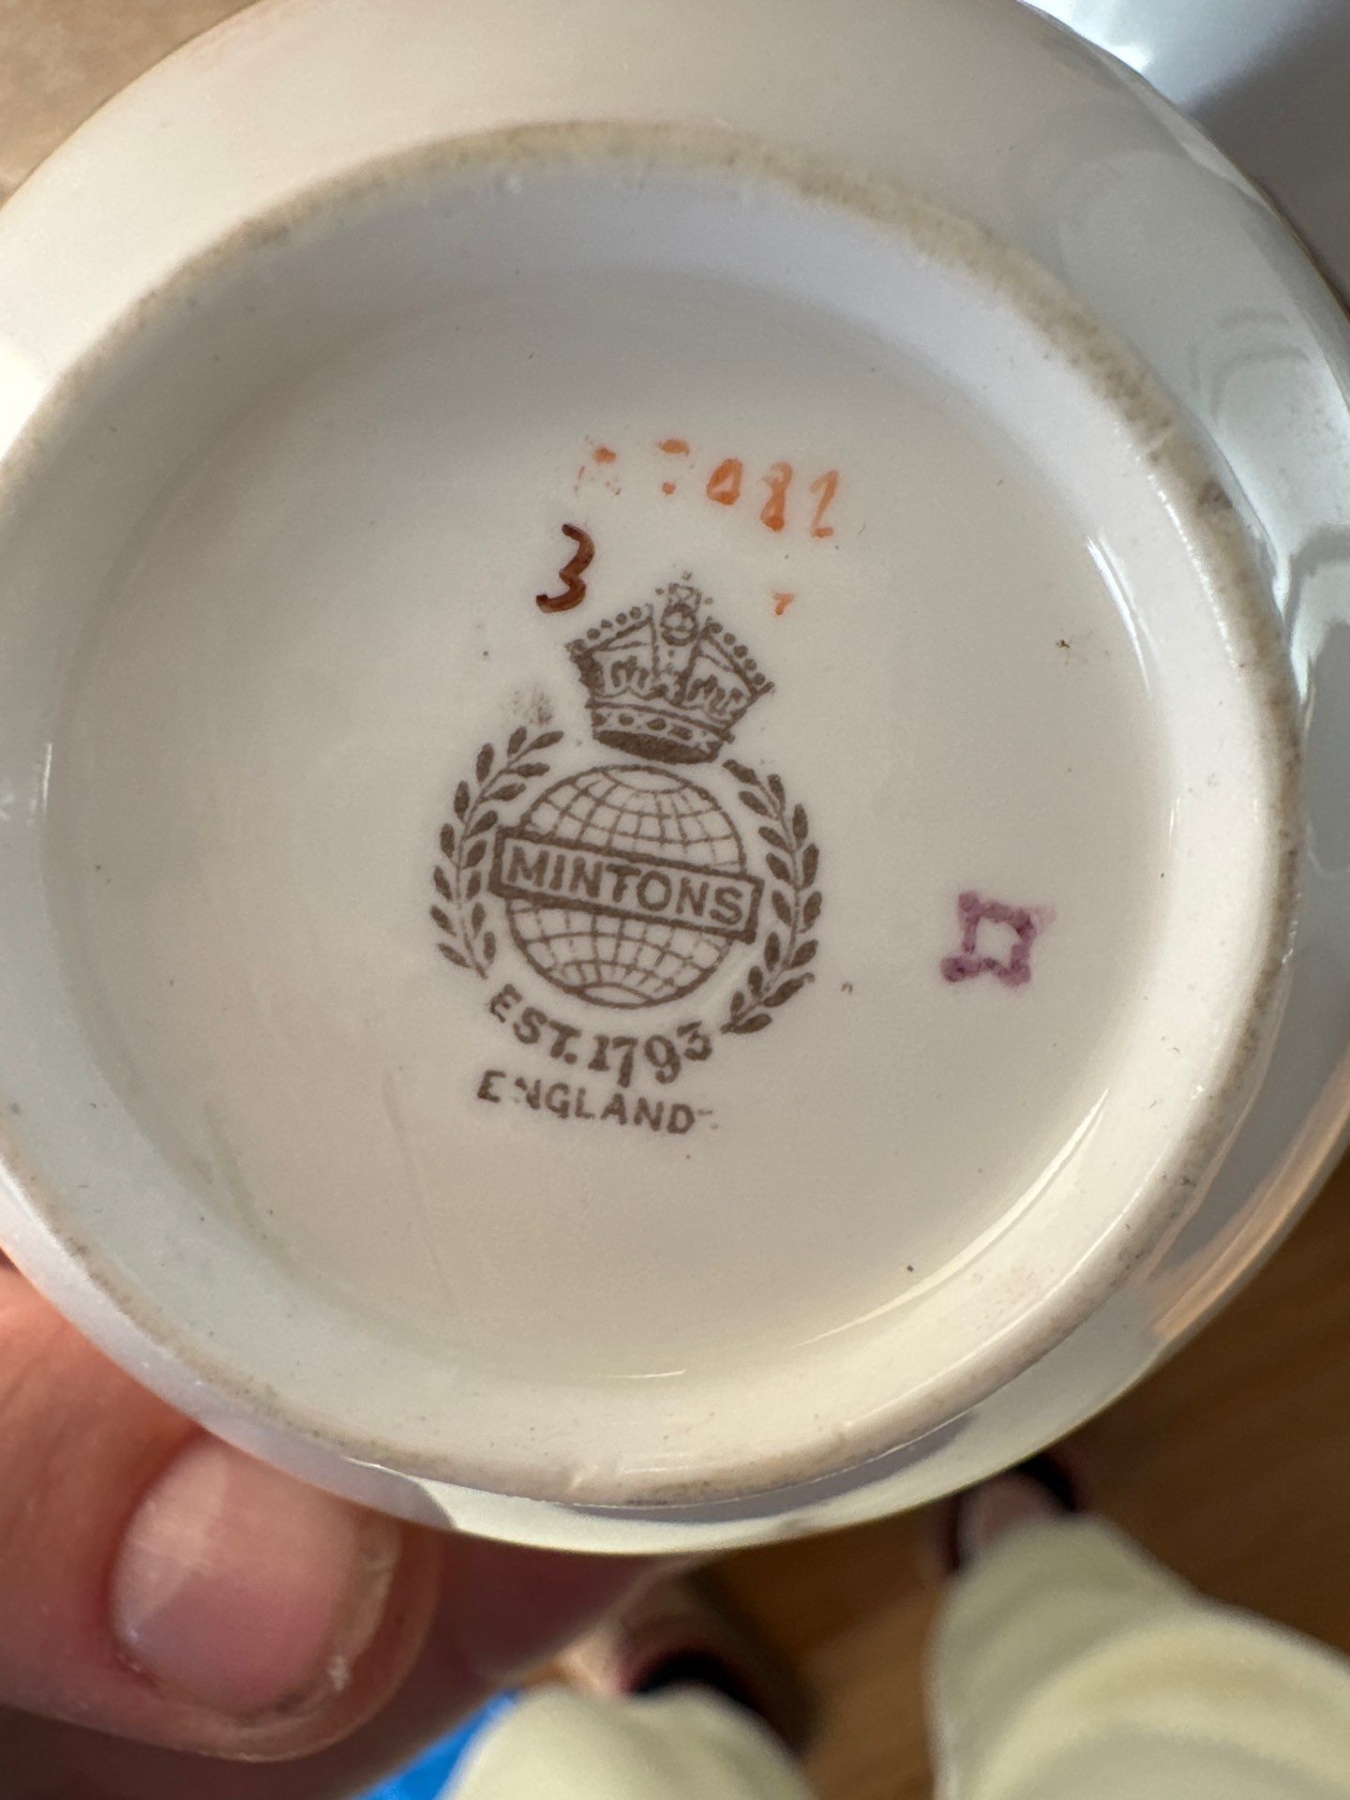 3
MINTONS
EST. 1793
ENGLAND